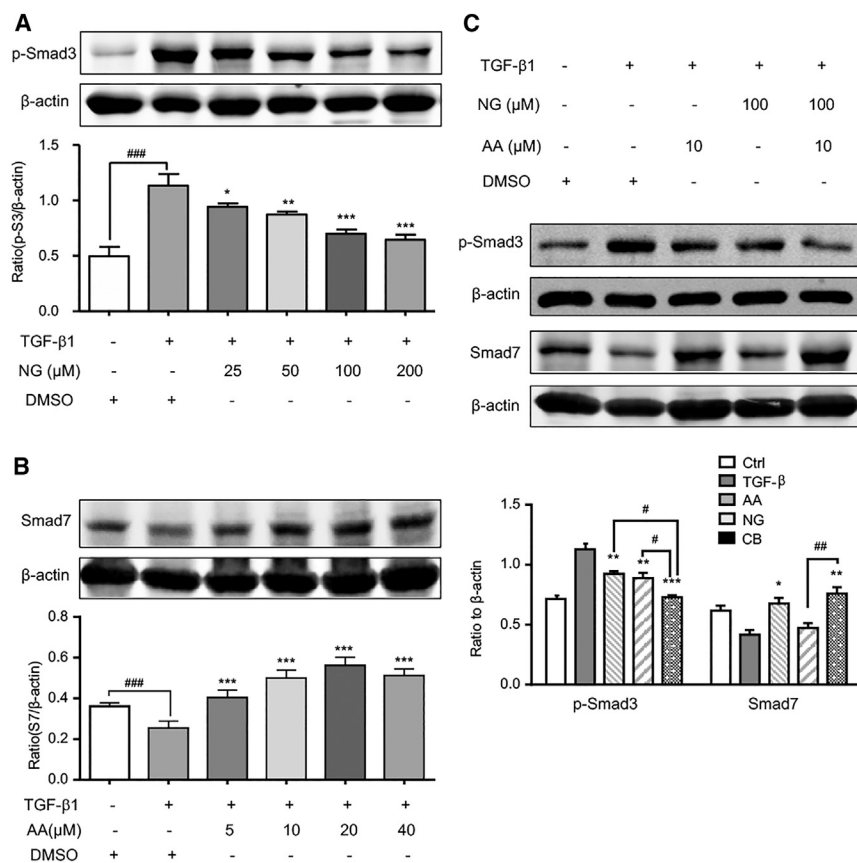 A
p-Smad3
β-actin
Ratio(p-S3/β-actin)
1.5
1.0
0.5
0.0
###
*
**
***
***
TGF-β1 - + + + + +
NG (μM) - - 25 50 100 200
DMSO + + - - - -
B
Smad7
β-actin
Ratio(S7/β-actin)
0.8
0.6
0.4
0.2
0.0
###
***
***
***
***
TGF-β1 - + + + + +
AA(μM) - - 5 10 20 40
DMSO + + - - - -
C
TGF-β1 - + + + +
NG (μM) - - - 100 100
AA (μM) - - 10 - 10
DMSO + + - - -
p-Smad3
β-actin
Smad7
β-actin
Ctrl
TGF-β
AA
NG
CB
Ratio to β-actin
1.5
1.0
0.5
0.0
#
#
**
**
***
##
*
**
p-Smad3 Smad7